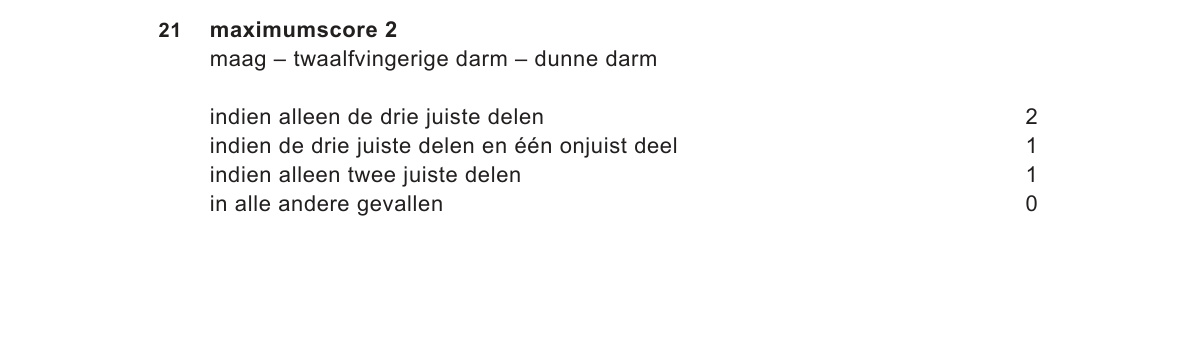 21 maximumscore 2
maag – twaalfvingerige darm – dunne darm
indien alleen de drie juiste delen 2
indien de drie juiste delen en één onjuist deel 1
indien alleen twee juiste delen 1
in alle andere gevallen 0